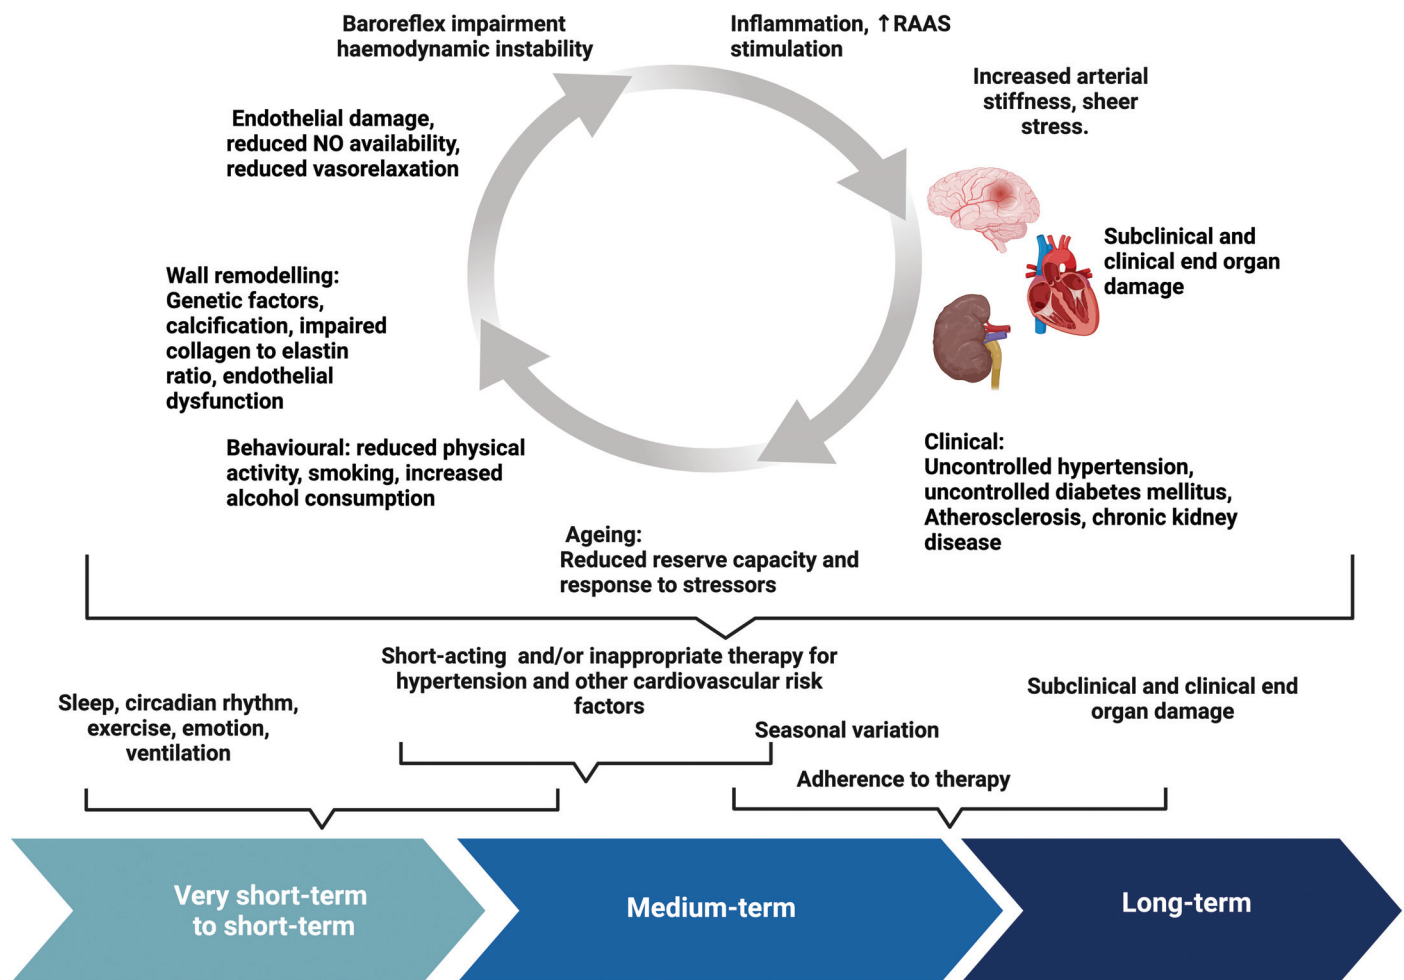 Baroreflex impairment
haemodynamic instability
Inflammation, ↑RAAS
stimulation
Increased arterial
stiffness, sheer
stress.
Endothelial damage,
reduced NO availability,
reduced vasorelaxation
Subclinical and
clinical end organ
damage
Wall remodelling:
Genetic factors,
calcification, impaired
collagen to elastin
ratio, endothelial
dysfunction
Clinical:
Uncontrolled hypertension,
uncontrolled diabetes mellitus,
Atherosclerosis, chronic kidney
disease
Behavioural: reduced physical
activity, smoking, increased
alcohol consumption
Ageing:
Reduced reserve capacity and
response to stressors
Short-acting and/or inappropriate therapy for
hypertension and other cardiovascular risk
factors
Sleep, circadian rhythm,
exercise, emotion,
ventilation
Subclinical and clinical end
organ damage
Seasonal variation
Adherence to therapy
Very short-term
to short-term
Medium-term
Long-term